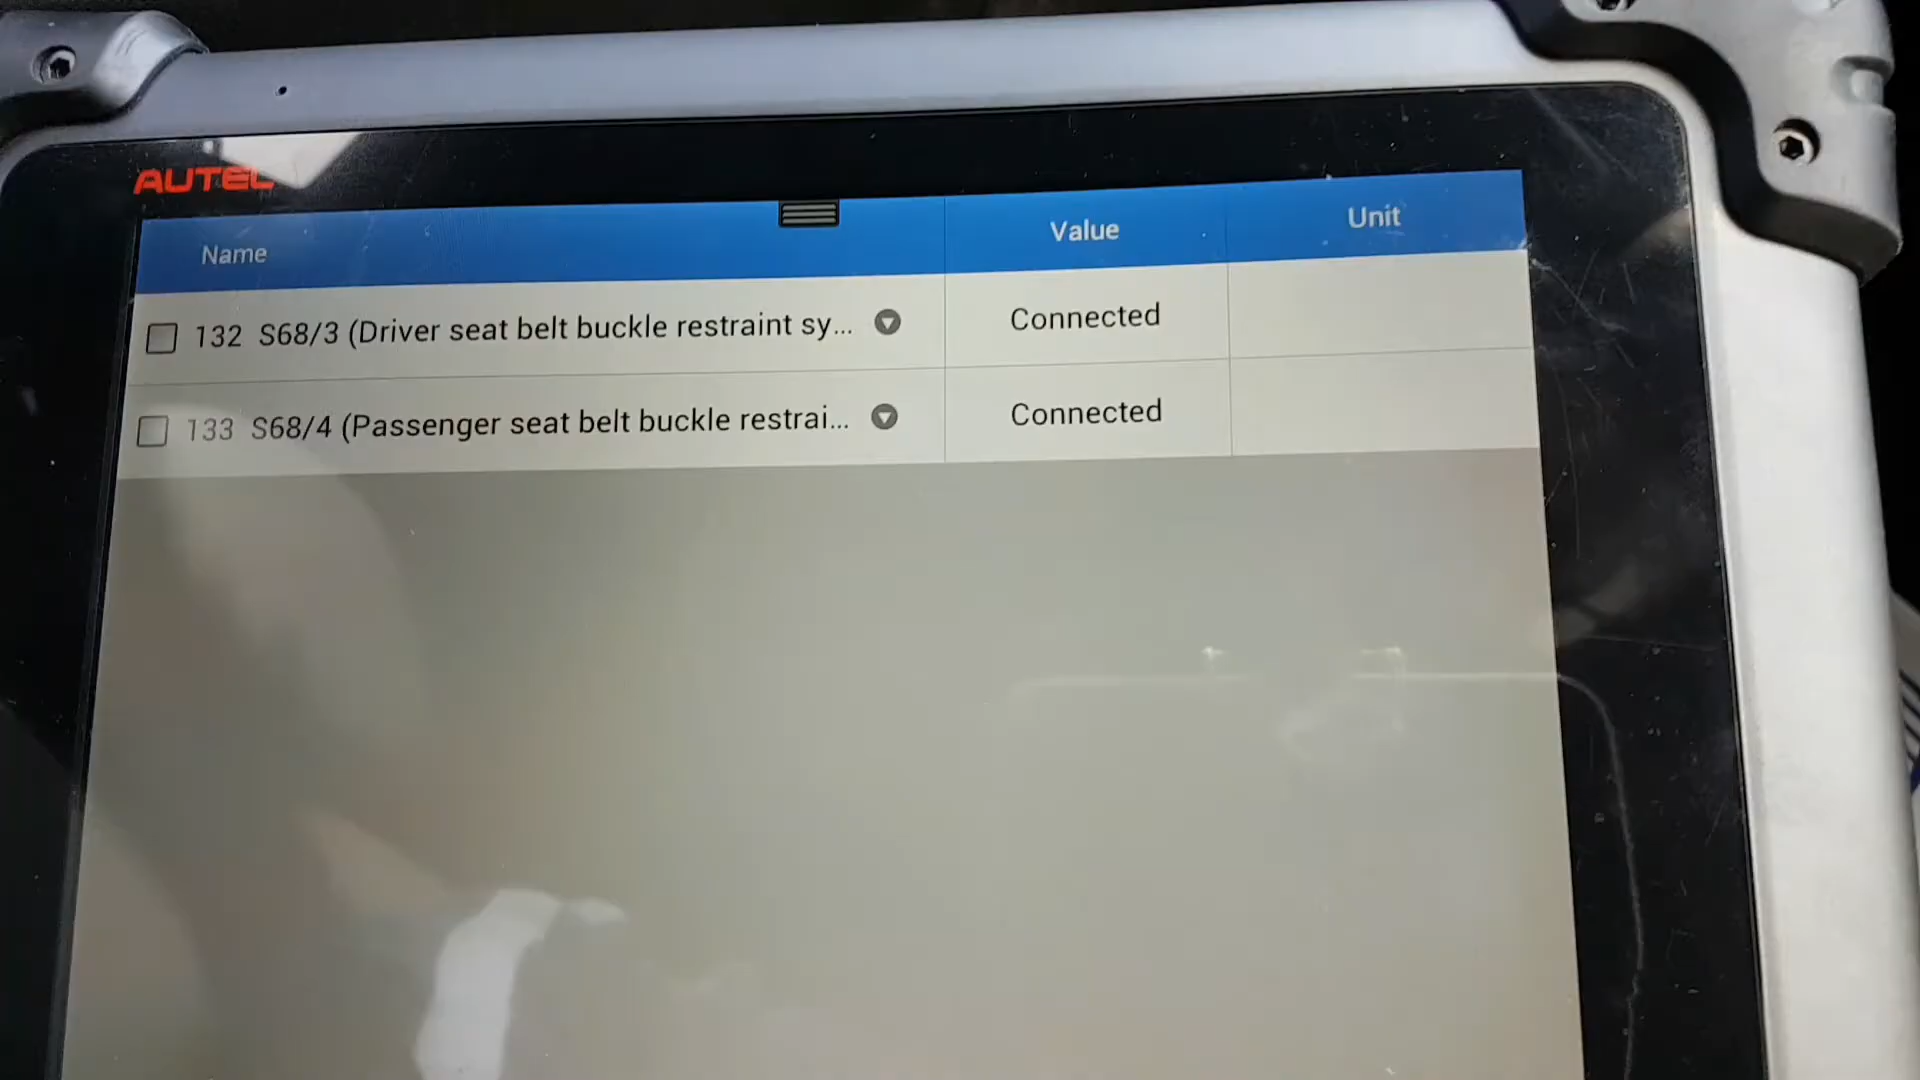 AUTEL
Name Value Unit
132 S68/3 (Driver seat belt buckle restraint sy... Connected
133 S68/4 (Passenger seat belt buckle restrai... Connected